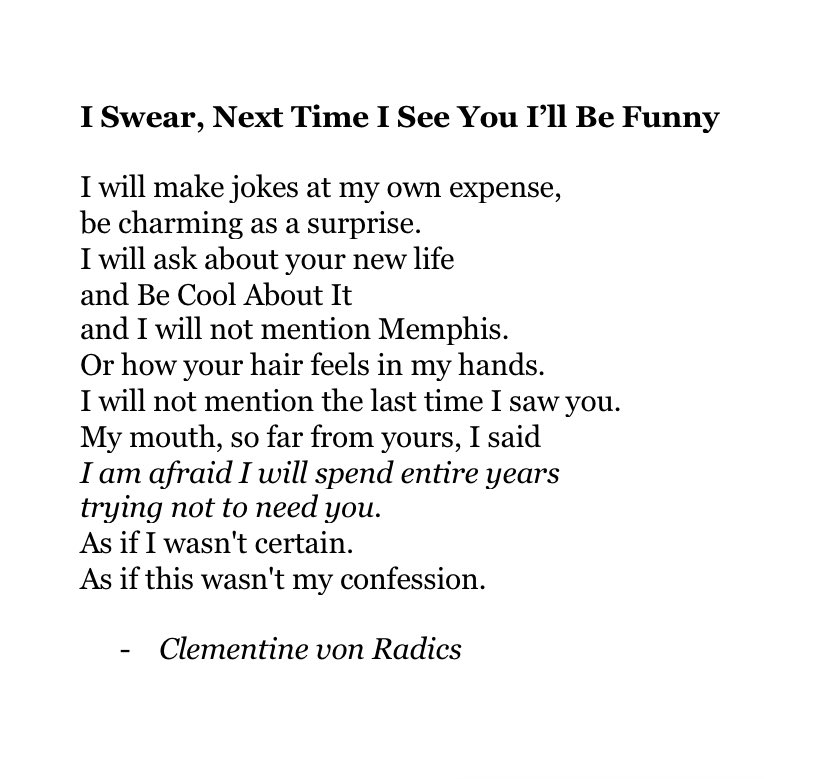 I Swear, Next Time I See You I’ll Be Funny
I will make jokes at my own expense,
be charming as a surprise.
I will ask about your new life
and Be Cool About It
and I will not mention Memphis.
Or how your hair feels in my hands.
I will not mention the last time I saw you.
My mouth, so far from yours, I said
I am afraid I will spend entire years
trying not to need you.
As if I wasn't certain.
As if this wasn't my confession.
- Clementine von Radics